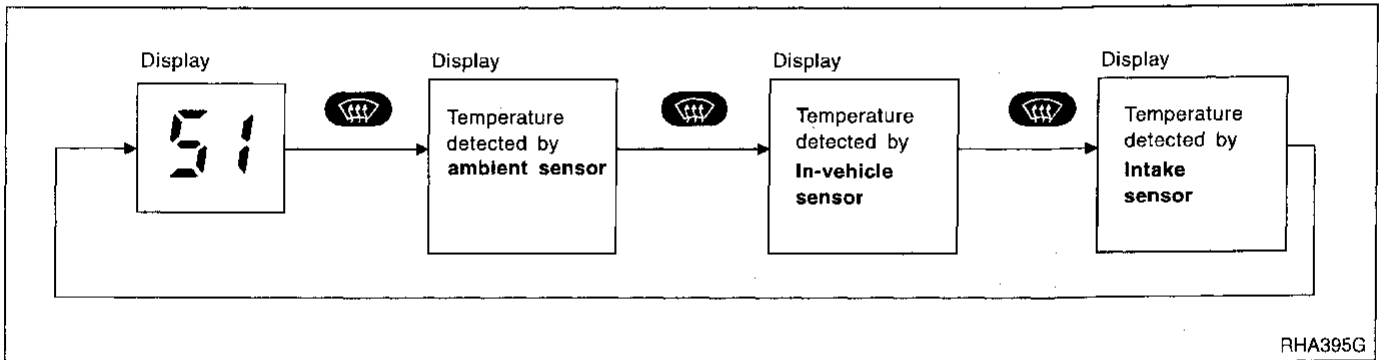 Display
51
Display
Temperature
detected by
ambient sensor
Display
Temperature
detected by
In-vehicle
sensor
Display
Temperature
detected by
Intake
sensor
RHA395G